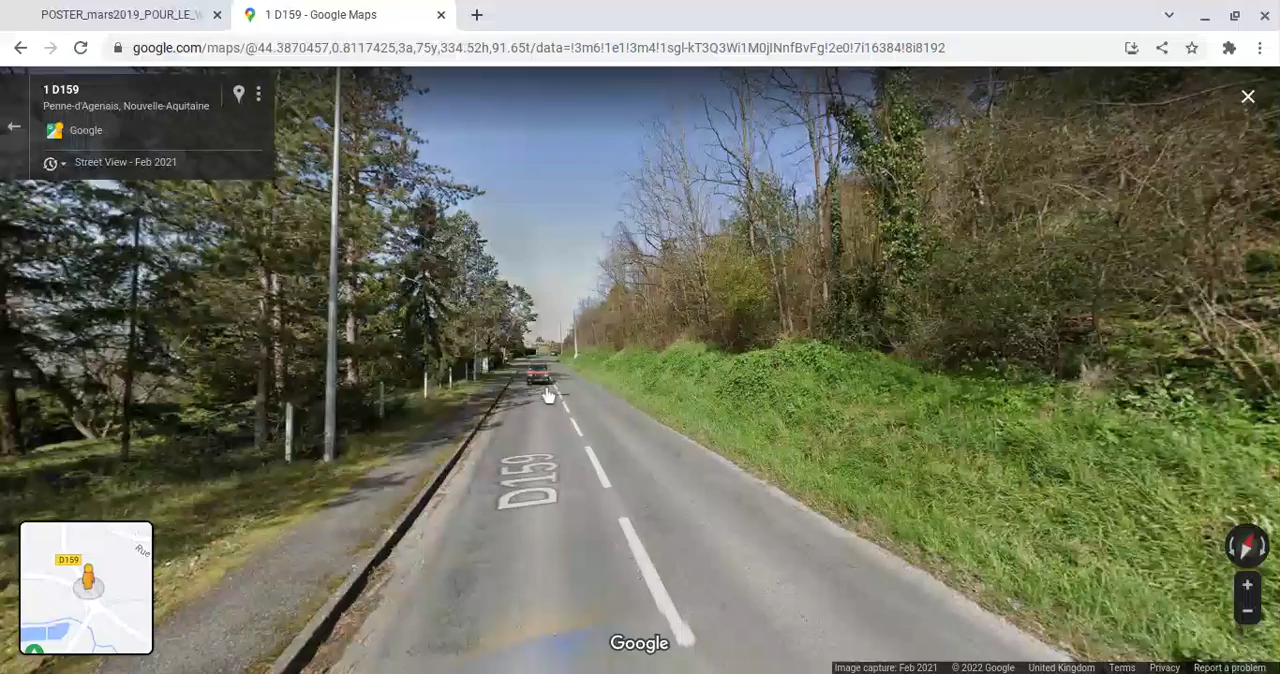 POSTER_mars2019_POUR_LE_
1 D159 - Google Maps
google.com/maps/@44.3870457,0.8117425,3a,75y,334.52h,91.65t/data=!3m6!1e1!3m4!1sgl-kT3Q3Wi1M0jINnfBvFg!2e0!7i16384!8i8192
1 D159
Penne-d'Agenais, Nouvelle-Aquitaine
Google
Street View - Feb 2021
D159
D159
Rue
Google
Image capture: Feb 2021 © 2022 Google United Kingdom Terms Privacy Report a problem